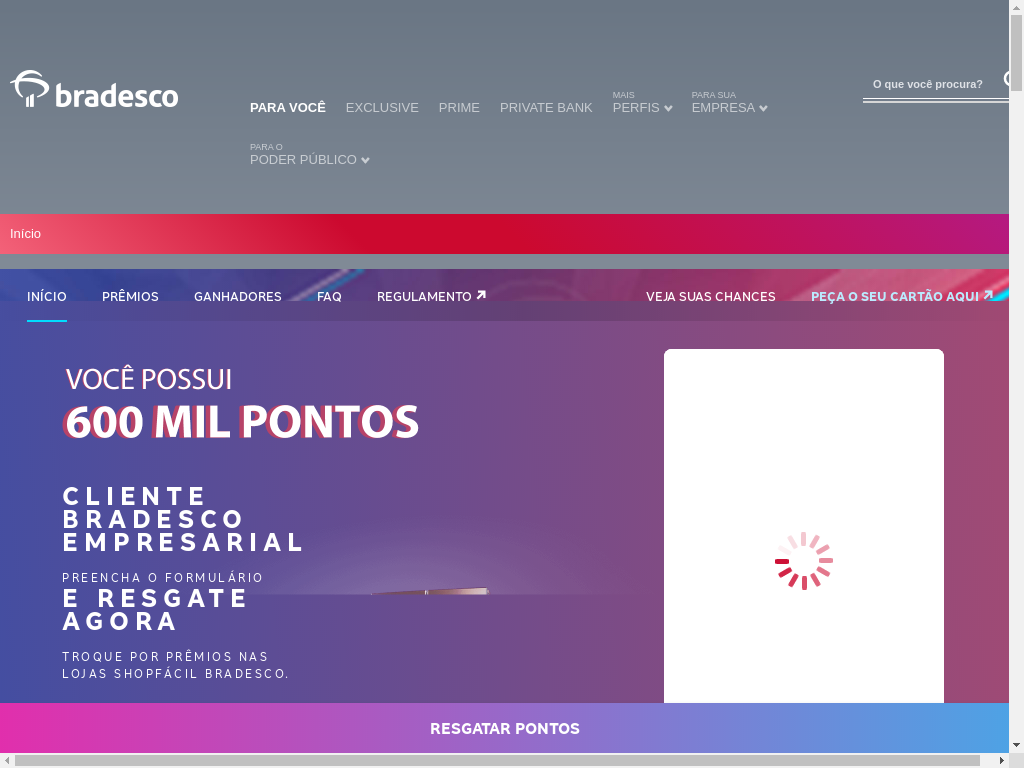 bradesco
O que você procura?
PARA VOCÊ
EXCLUSIVE
PRIME
PRIVATE BANK
MAIS
PERFIS
PARA SUA
EMPRESA
PARA O
PODER PÚBLICO
Início
INÍCIO
PRÊMIOS
GANHADORES
FAQ
REGULAMENTO
VEJA SUAS CHANCES
PEÇA O SEU CARTÃO AQUI
VOCÊ POSSUI
600 MIL PONTOS
CLIENTE
BRADESCO
EMPRESARIAL
PREENCHA O FORMULÁRIO
E RESGATE
AGORA
TROQUE POR PRÊMIOS NAS
LOJAS SHOPFÁCIL BRADESCO.
RESGATAR PONTOS